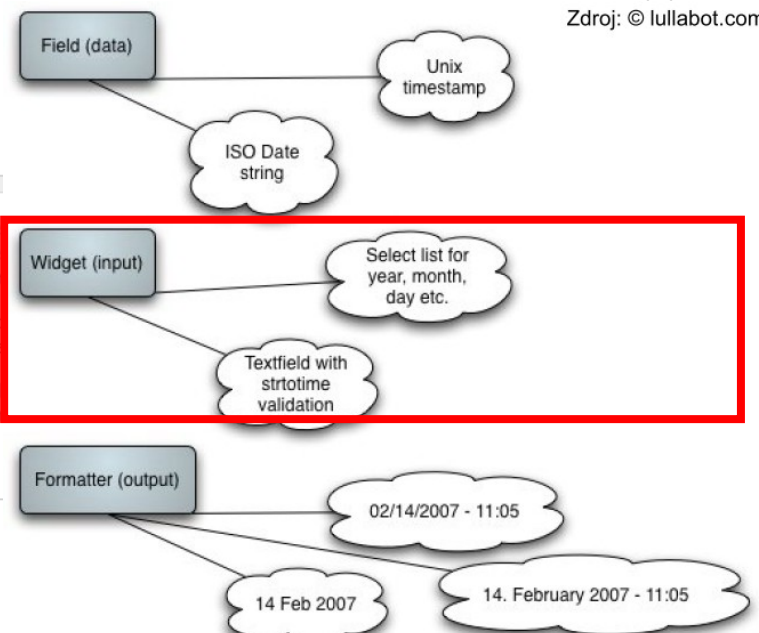 Zdroj: © lullabot.com
Field (data)
Unix
timestamp
ISO Date
string
Widget (input)
Select list for
year, month,
day etc.
Textfield with
strtotime
validation
Formatter (output)
02/14/2007 - 11:05
14. February 2007 - 11:05
14 Feb 2007